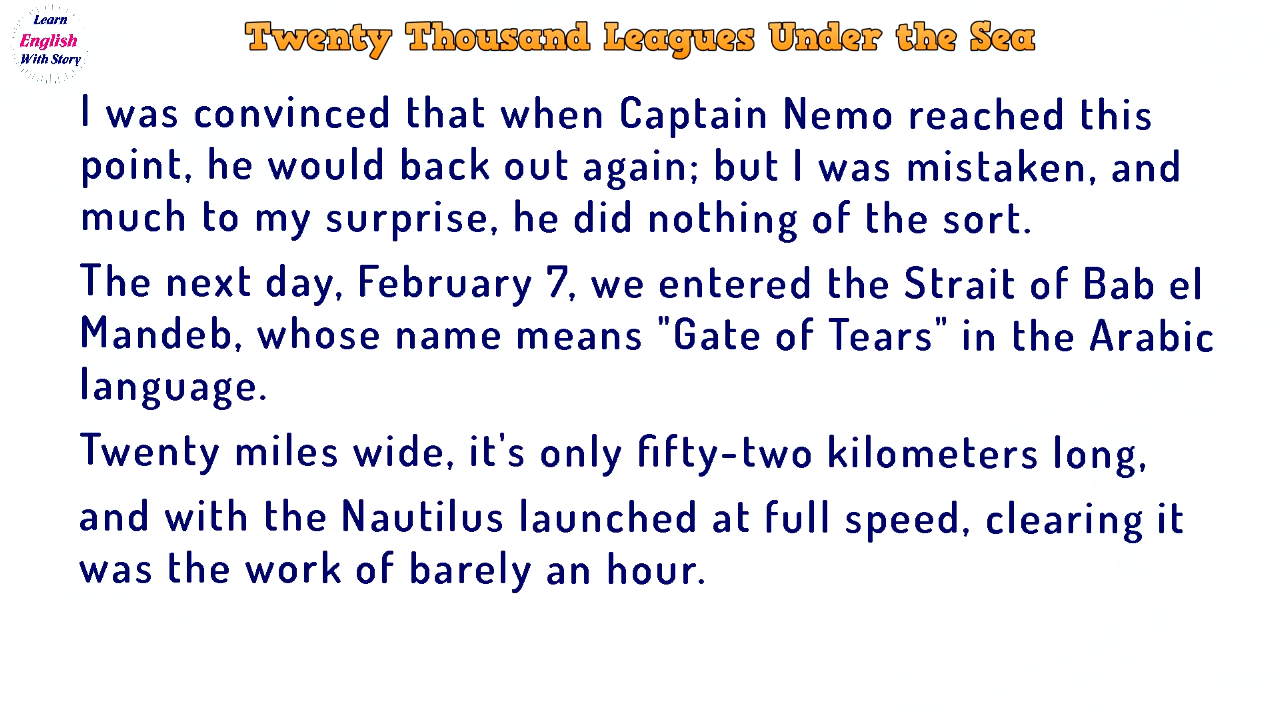 Learn
English
With Story
Twenty Thousand Leagues Under the Sea
I was convinced that when Captain Nemo reached this
point, he would back out again; but I was mistaken, and
much to my surprise, he did nothing of the sort.
The next day, February 7, we entered the Strait of Bab el
Mandeb, whose name means "Gate of Tears" in the Arabic
language.
Twenty miles wide, it's only fifty-two kilometers long,
and with the Nautilus launched at full speed, clearing it
was the work of barely an hour.